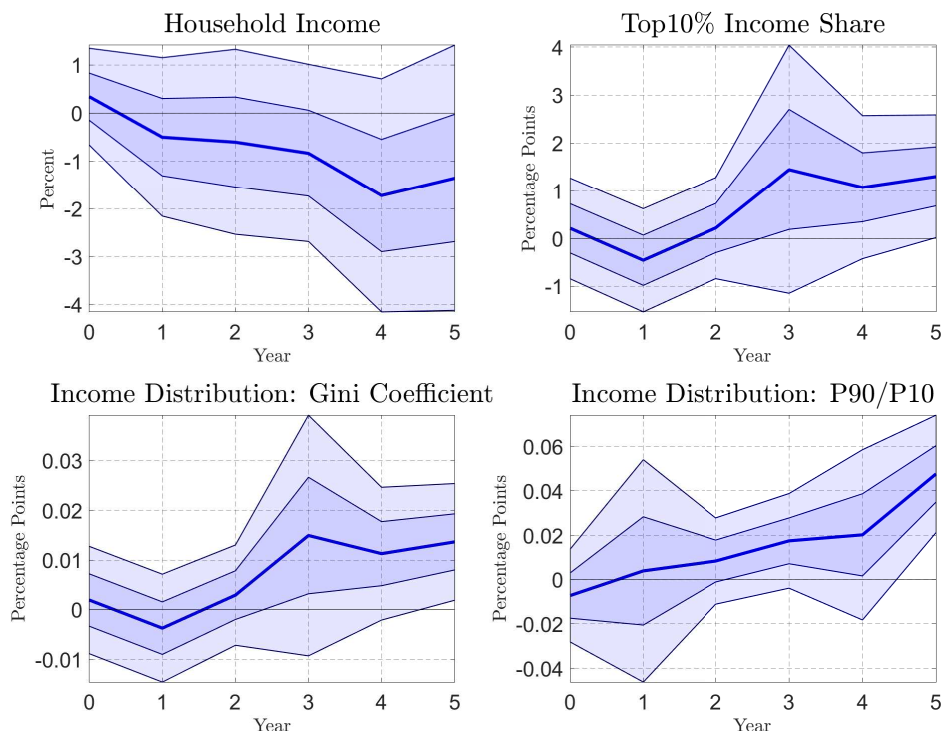 Household Income
Percent
1
0
-1
-2
-3
-4
0 1 2 3 4 5
Year
Top10% Income Share
Percentage Points
4
3
2
1
0
-1
0 1 2 3 4 5
Year
Income Distribution: Gini Coefficient
Percentage Points
0.03
0.02
0.01
0
-0.01
0 1 2 3 4 5
Year
Income Distribution: P90/P10
Percentage Points
0.06
0.04
0.02
0
-0.02
-0.04
0 1 2 3 4 5
Year